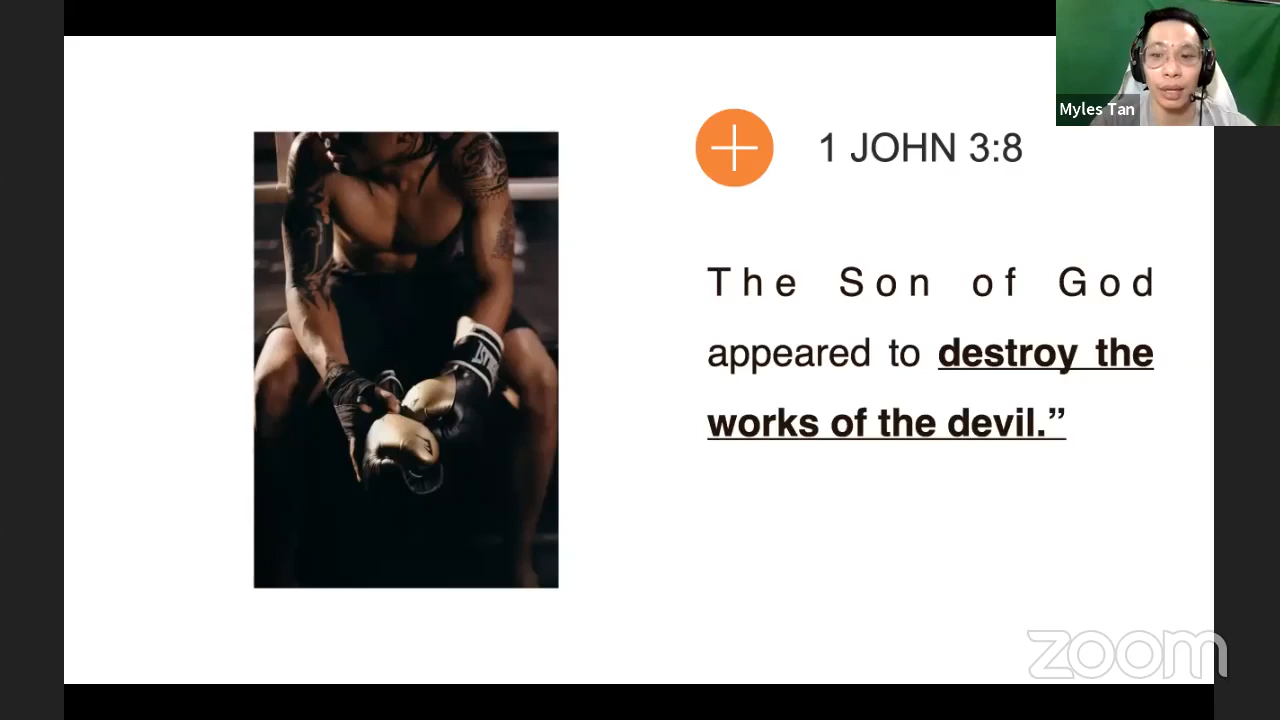 Myles Tan
1 JOHN 3:8
The Son of God
appeared to destroy the
works of the devil.”
zoom